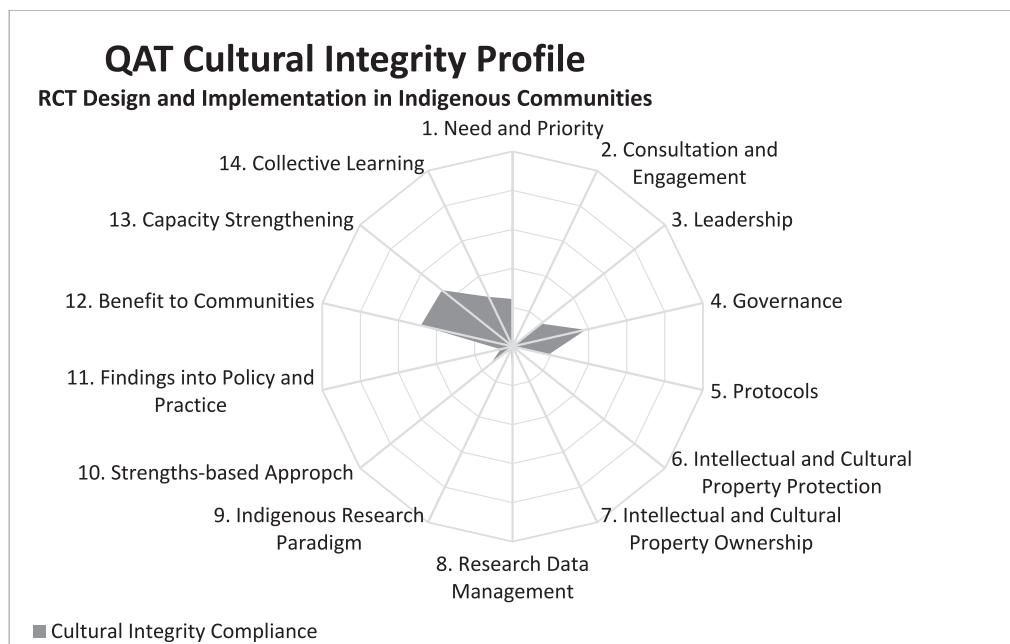 QAT Cultural Integrity Profile
RCT Design and Implementation in Indigenous Communities
1. Need and Priority
2. Consultation and
Engagement
3. Leadership
4. Governance
5. Protocols
6. Intellectual and Cultural
Property Protection
7. Intellectual and Cultural
Property Ownership
8. Research Data
Management
9. Indigenous Research
Paradigm
10. Strengths-based Appropch
11. Findings into Policy and
Practice
12. Benefit to Communities
13. Capacity Strengthening
14. Collective Learning
Cultural Integrity Compliance